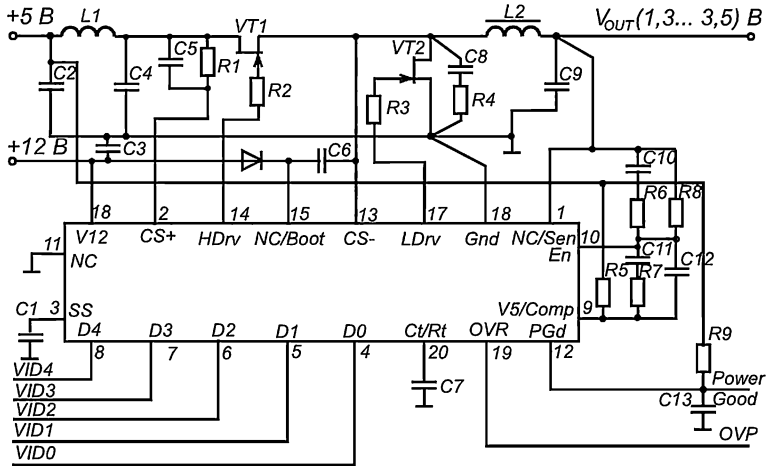 +5 В L1 VT1 L2 V_OUT(1,3... 3,5) В
C5 R1 VT2 C8
C2 C4 R2 R3 R4 C9
+12 В C3 C6 C10
R6 R8
18 2 14 15 13 17 18 1
V12 CS+ HDrv NC/Boot CS- LDrv Gnd NC/Sen
11 NC En 10 C11
R5 R7 C12
C1 3 SS V5/Comp 9
D4 D3 D2 D1 D0 Ct/Rt OVR PGd R9
8 7 6 5 4 20 19 12
VID4 C7 Power
VID3 C13 Good
VID2
VID1 OVP
VID0